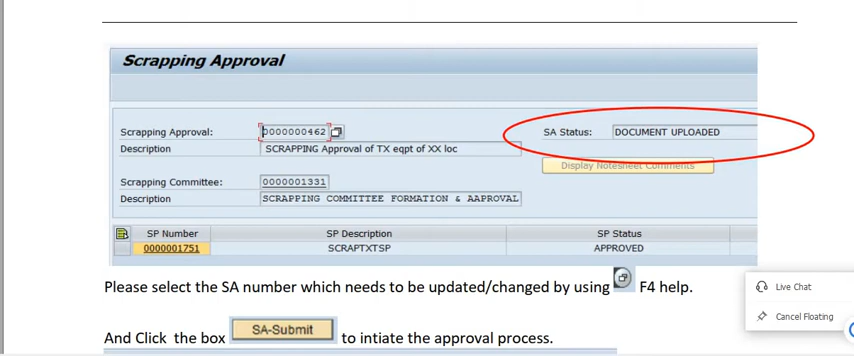 Scrapping Approval
Scrapping Approval: 0000000462 SA Status: DOCUMENT UPLOADED
Description SCRAPPING Approval of TX eqpt of XX loc
Display Notesheet Comments
Scrapping Committee: 0000001331
Description SCRAPPING COMMITTEE FORMATION & AAPROVAL
SP Number SP Description SP Status
0000001751 SCRAPTXTSP APPROVED
Please select the SA number which needs to be updated/changed by using F4 help.
Live Chat
Cancel Floating
And Click the box SA-Submit to intiate the approval process.